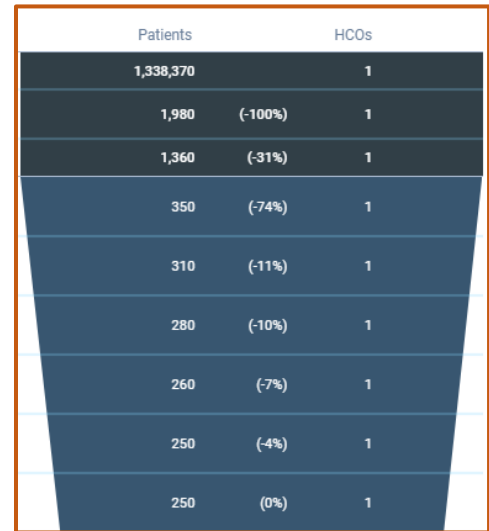 Patients HCOs
1,338,370 1
1,980 (-100%) 1
1,360 (-31%) 1
350 (-74%) 1
310 (-11%) 1
280 (-10%) 1
260 (-7%) 1
250 (-4%) 1
250 (0%) 1